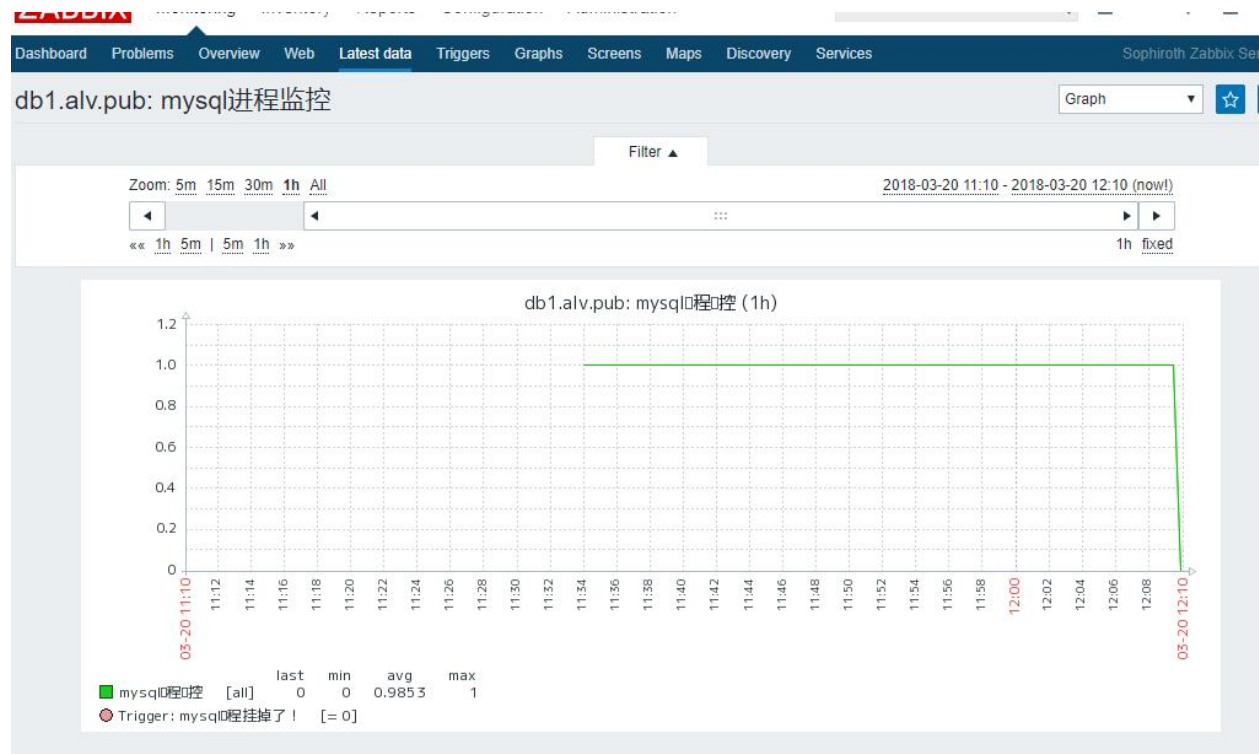 ZABBIX Monitoring Inventory Reports Configuration Administration
Dashboard Problems Overview Web Latest data Triggers Graphs Screens Maps Discovery Services Sophiroth Zabbix Ser
db1.alv.pub: mysql进程监控 Graph
Filter ▲
Zoom: 5m 15m 30m 1h All 2018-03-20 11:10 - 2018-03-20 12:10 (now!)
«« 1h 5m | 5m 1h »» 1h fixed
db1.alv.pub: mysql□程□控 (1h)
1.2
1.0
0.8
0.6
0.4
0.2
0
03-20 11:10 11:12 11:14 11:16 11:18 11:20 11:22 11:24 11:26 11:28 11:30 11:32 11:34 11:36 11:38 11:40 11:42 11:44 11:46 11:48 11:50 11:52 11:54 11:56 11:58 12:00 12:02 12:04 12:06 12:08 03-20 12:10
last min avg max
mysql□程□控 [all] 0 0 0.9853 1
Trigger: mysql□程挂掉了! [= 0]